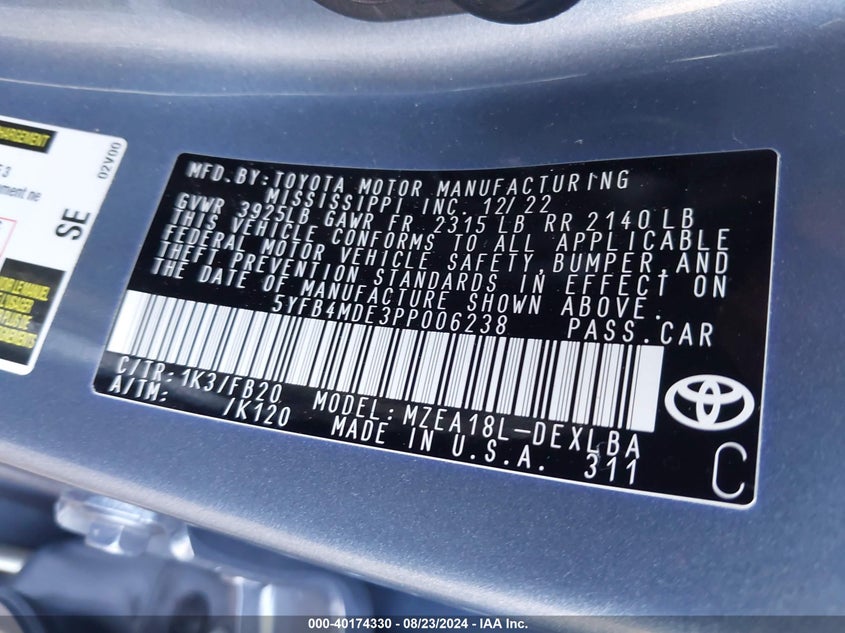 CHARGEMENT
02V00
SE
MFD.BY:TOYOTA MOTOR MANUFACTURING
MISSISSIPPI INC. 12/22
GVWR 3925LB GAWR FR 2315LB RR 2140LB
THIS VEHICLE CONFORMS TO ALL APPLICABLE
FEDERAL MOTOR VEHICLE SAFETY,BUMPER,AND
THEFT PREVENTION STANDARDS IN EFFECT ON
THE DATE OF MANUFACTURE SHOWN ABOVE.
5YFB4MDE3PP006238 PASS.CAR
C/TR: 1K3/FB20 MODEL: MZEA18L-DEXLBA
A/TM: /K120 MADE IN U.S.A. 311
C
000-40174330 - 08/23/2024 - IAA Inc.